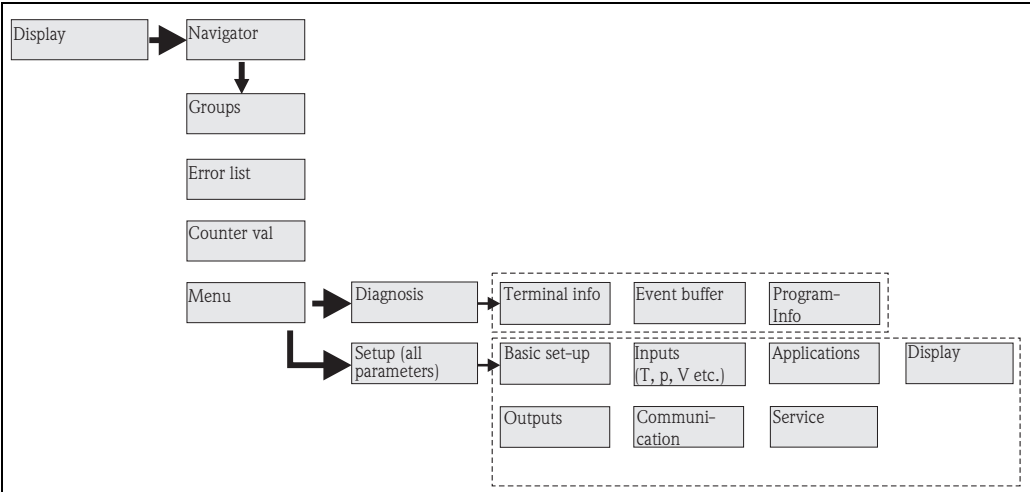 Display
Navigator
Groups
Error list
Counter val
Menu
Diagnosis
Terminal info
Event buffer
Program-
Info
Setup (all
parameters)
Basic set-up
Inputs
(T, p, V etc.)
Applications
Display
Outputs
Communi-
cation
Service